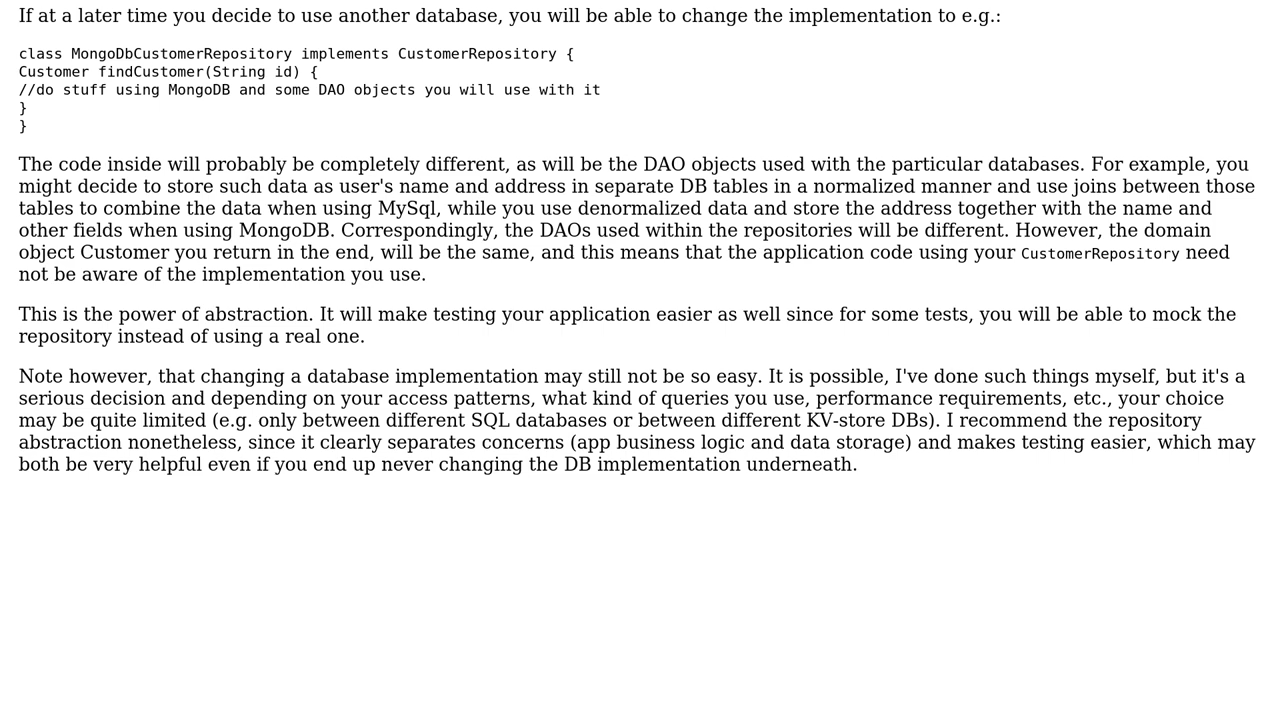 If at a later time you decide to use another database, you will be able to change the implementation to e.g.:
class MongoDbCustomerRepository implements CustomerRepository {
Customer findCustomer(String id) {
//do stuff using MongoDB and some DAO objects you will use with it
}
}
The code inside will probably be completely different, as will be the DAO objects used with the particular databases. For example, you
might decide to store such data as user's name and address in separate DB tables in a normalized manner and use joins between those
tables to combine the data when using MySql, while you use denormalized data and store the address together with the name and
other fields when using MongoDB. Correspondingly, the DAOs used within the repositories will be different. However, the domain
object Customer you return in the end, will be the same, and this means that the application code using your CustomerRepository need
not be aware of the implementation you use.
This is the power of abstraction. It will make testing your application easier as well since for some tests, you will be able to mock the
repository instead of using a real one.
Note however, that changing a database implementation may still not be so easy. It is possible, I've done such things myself, but it's a
serious decision and depending on your access patterns, what kind of queries you use, performance requirements, etc., your choice
may be quite limited (e.g. only between different SQL databases or between different KV-store DBs). I recommend the repository
abstraction nonetheless, since it clearly separates concerns (app business logic and data storage) and makes testing easier, which may
both be very helpful even if you end up never changing the DB implementation underneath.